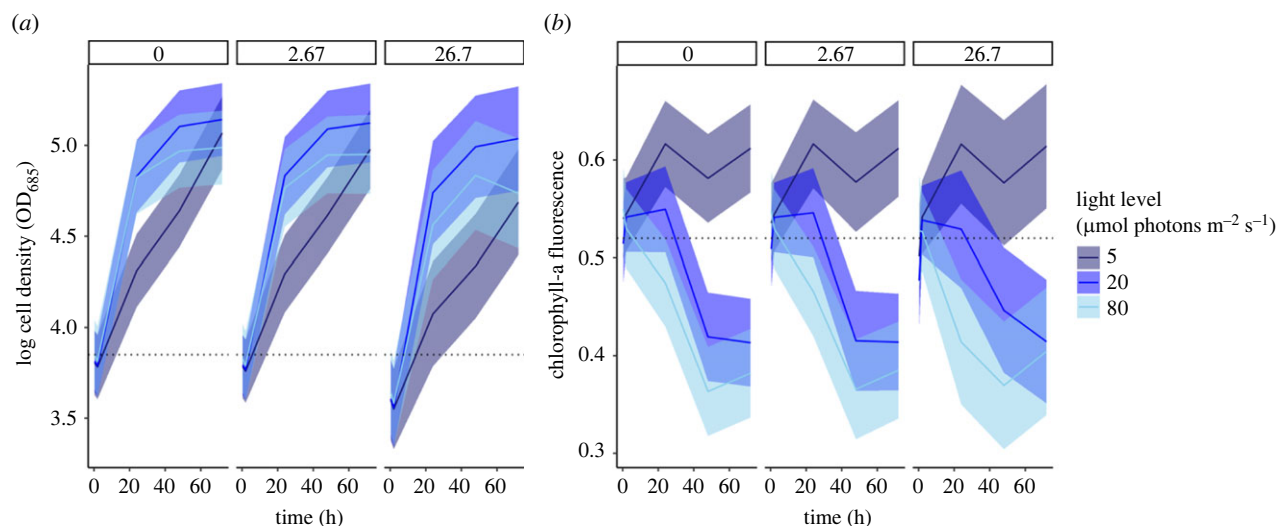 (a)
0 2.67 26.7
log cell density (OD₆₈₅)
5.0
4.5
4.0
3.5
0 20 40 60 0 20 40 60 0 20 40 60
time (h)
(b)
0 2.67 26.7
chlorophyll-a fluorescence
0.6
0.5
0.4
0.3
0 20 40 60 0 20 40 60 0 20 40 60
time (h)
light level
(μmol photons m⁻² s⁻¹)
5
20
80